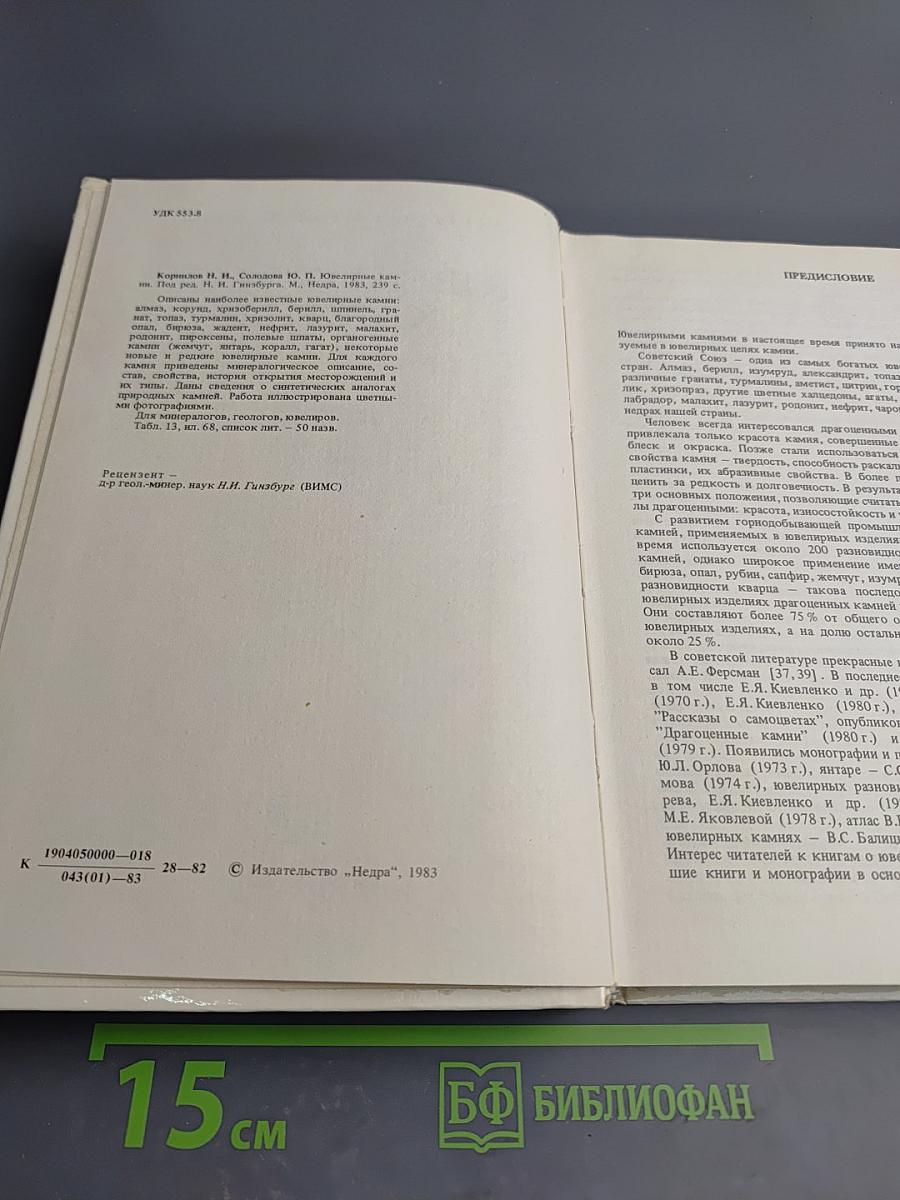 УДК 553.8
Корнилов Н. И., Солодова Ю. П. Ювелирные кам-
ни. Под ред. Н. И. Гинзбурга. М., Недра, 1983, 239 с.
Описаны наиболее известные ювелирные камни:
алмаз, корунд, хризоберилл, берилл, шпинель, гра-
нат, топаз, турмалин, хризолит, кварц, благородный
опал, бирюза, жадеит, нефрит, лазурит, малахит,
родонит, пироксены, полевые шпаты, органогенные
камни (жемчуг, янтарь, коралл, гагат), некоторые
новые и редкие ювелирные камни. Для каждого
камня приведены минералогическое описание, со-
став, свойства, история открытия месторождений и
их типы. Даны сведения о синтетических аналогах
природных камней. Работа иллюстрирована цветны-
ми фотографиями.
Для минералогов, геологов, ювелиров.
Табл. 13, ил. 68, список лит. – 50 назв.
Рецензент –
д-р геол.-минер. наук Н.И. Гинзбург (ВИМС)
К 1904050000—018
043(01)—83
28—82 © Издательство „Недра“, 1983
ПРЕДИСЛОВИЕ
Ювелирными камнями в настоящее время принято на
зуемые в ювелирных целях камни.
Советский Союз — одна из самых богатых юв
стран. Алмаз, берилл, изумруд, александрит, топаз
различные гранаты, турмалины, аметист, цитрин, гор
лик, хризопраз, другие цветные халцедоны, агаты,
лабрадор, малахит, лазурит, родонит, нефрит, чаро
недрах нашей страны.
Человек всегда интересовался драгоценными
привлекала только красота камня, совершенные
блеск и окраска. Позже стали использоваться
свойства камня — твердость, способность раскал
пластинки, их абразивные свойства. В более п
ценить за редкость и долговечность. В результа
три основных положения, позволяющие считать
лы драгоценными: красота, износостойкость и
С развитием горнодобывающей промышл
камней, применяемых в ювелирных изделия
время используется около 200 разновидно
камней, однако широкое применение име
бирюза, опал, рубин, сапфир, жемчуг, изумр
разновидности кварца — такова последо
ювелирных изделиях драгоценных камней
Они составляют более 75 % от общего о
ювелирных изделиях, а на долю осталь
около 25 %.
В советской литературе прекрасные
сал А.Е. Ферсман [37,39]. В последне
в том числе Е.Я. Киевленко и др. (19
(1970 г.), Е.Я. Киевленко (1980 г.),
"Рассказы о самоцветах", опубликов
"Драгоценные камни" (1980 г.) и
(1979 г.). Появились монографии и п
Ю.Л. Орлова (1973 г.), янтаре — С.С
мова (1974 г.), ювелирных разнови
рева, Е.Я. Киевленко и др. (19
М.Е. Яковлевой (1978 г.), атлас В.
ювелирных камнях — В.С. Балиц
Интерес читателей к книгам о юве
шие книги и монографии в осно
15 см
БФ БИБЛИОФАН